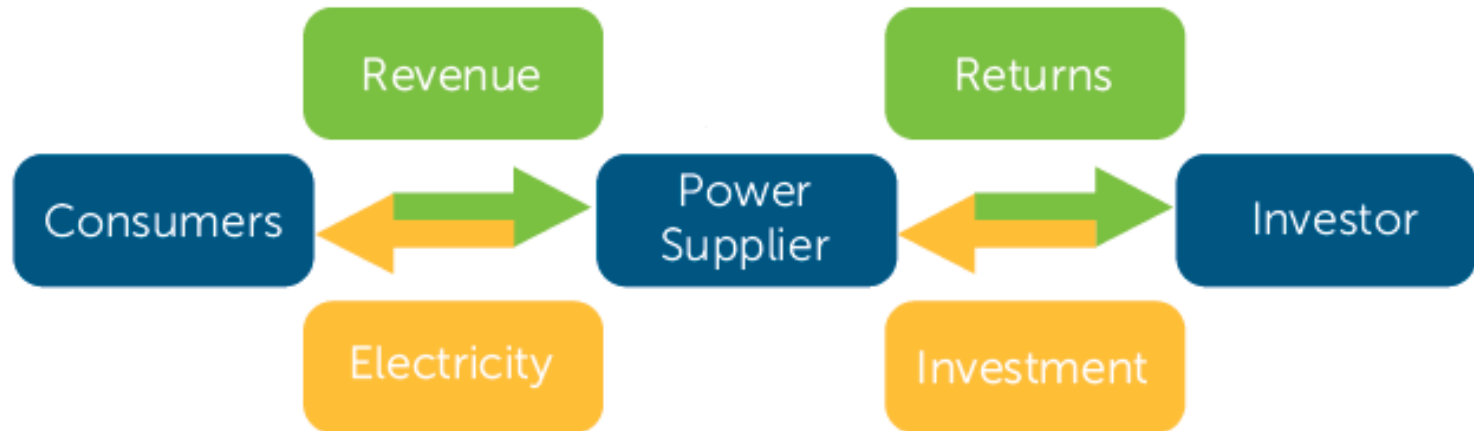 Revenue
Returns
Consumers
Power
Supplier
Investor
Electricity
Investment